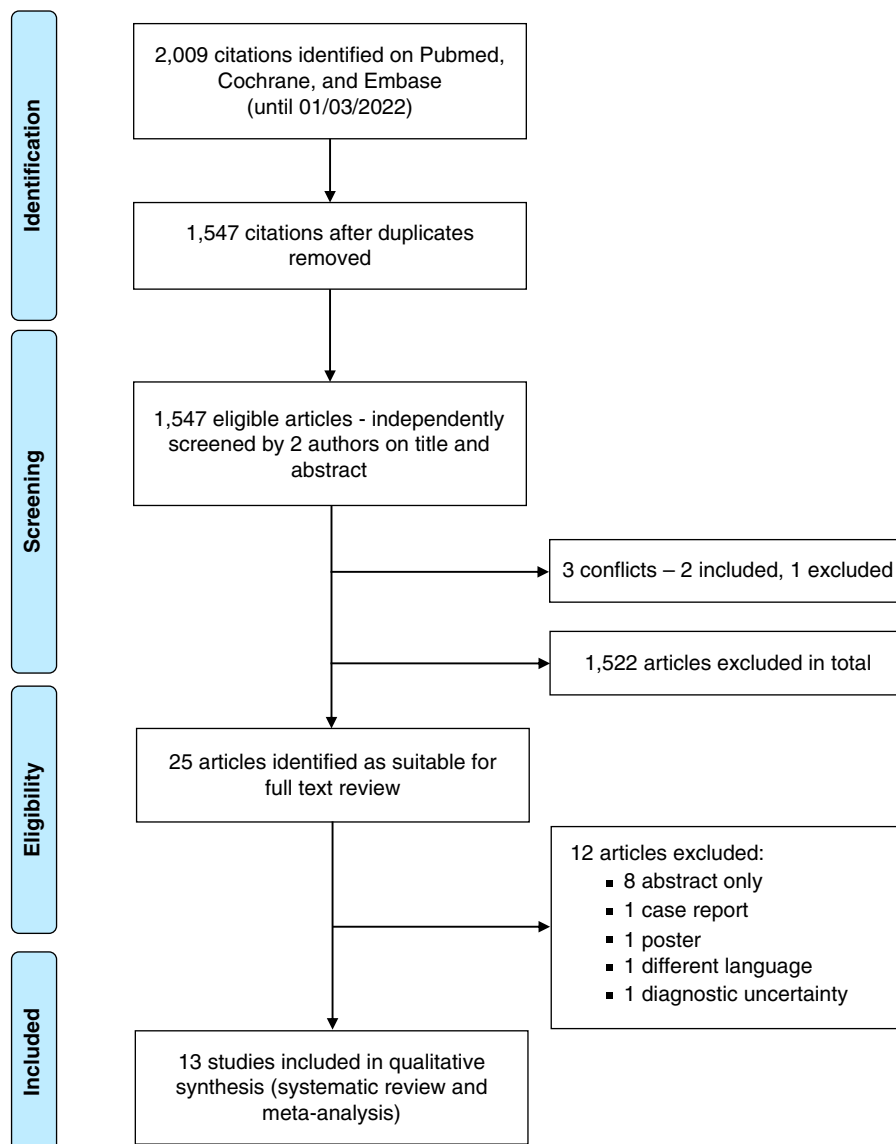 Identification
2,009 citations identified on Pubmed,
Cochrane, and Embase
(until 01/03/2022)
1,547 citations after duplicates
removed
Screening
1,547 eligible articles - independently
screened by 2 authors on title and
abstract
3 conflicts – 2 included, 1 excluded
1,522 articles excluded in total
Eligibility
25 articles identified as suitable for
full text review
12 articles excluded:
▪ 8 abstract only
▪ 1 case report
▪ 1 poster
▪ 1 different language
▪ 1 diagnostic uncertainty
Included
13 studies included in qualitative
synthesis (systematic review and
meta-analysis)